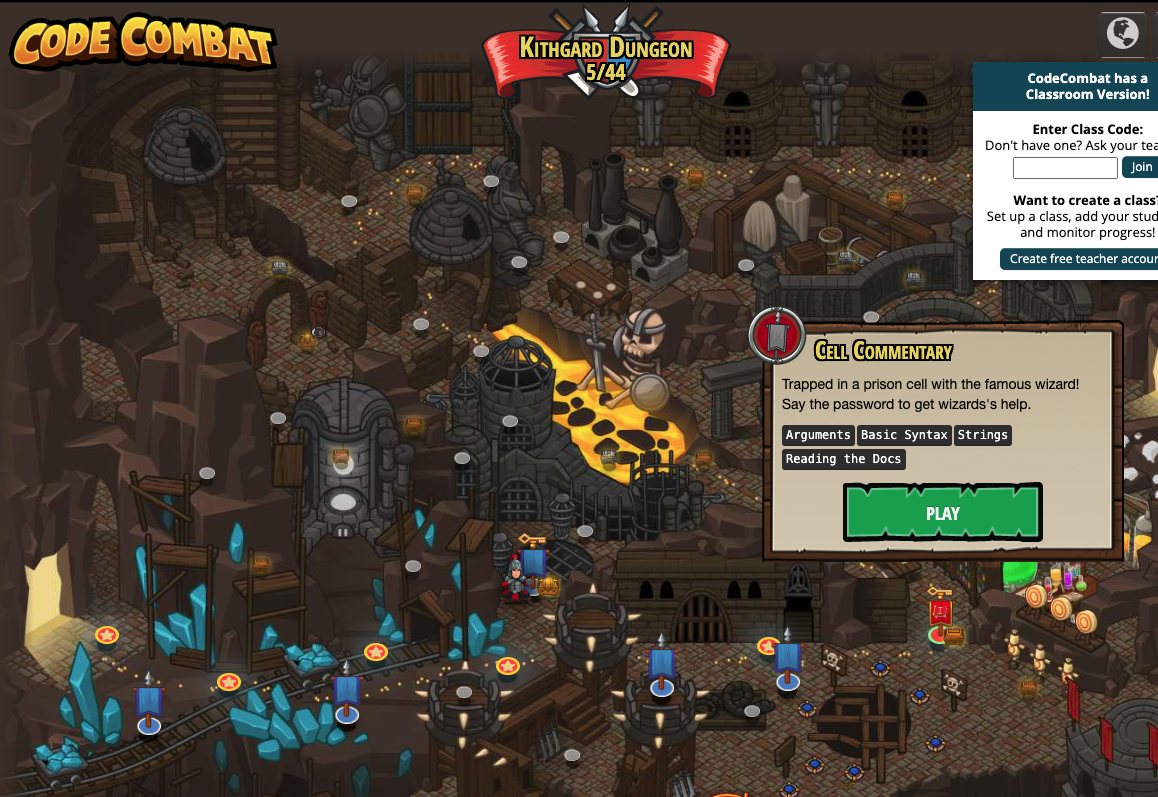 CODE COMBAT
KITHGARD DUNGEON
5/44
CodeCombat has a
Classroom Version!
Enter Class Code:
Don't have one? Ask your tea
Join
Want to create a class?
Set up a class, add your stud
and monitor progress!
Create free teacher accoun
CELL COMMENTARY
Trapped in a prison cell with the famous wizard!
Say the password to get wizards's help.
Arguments Basic Syntax Strings
Reading the Docs
PLAY